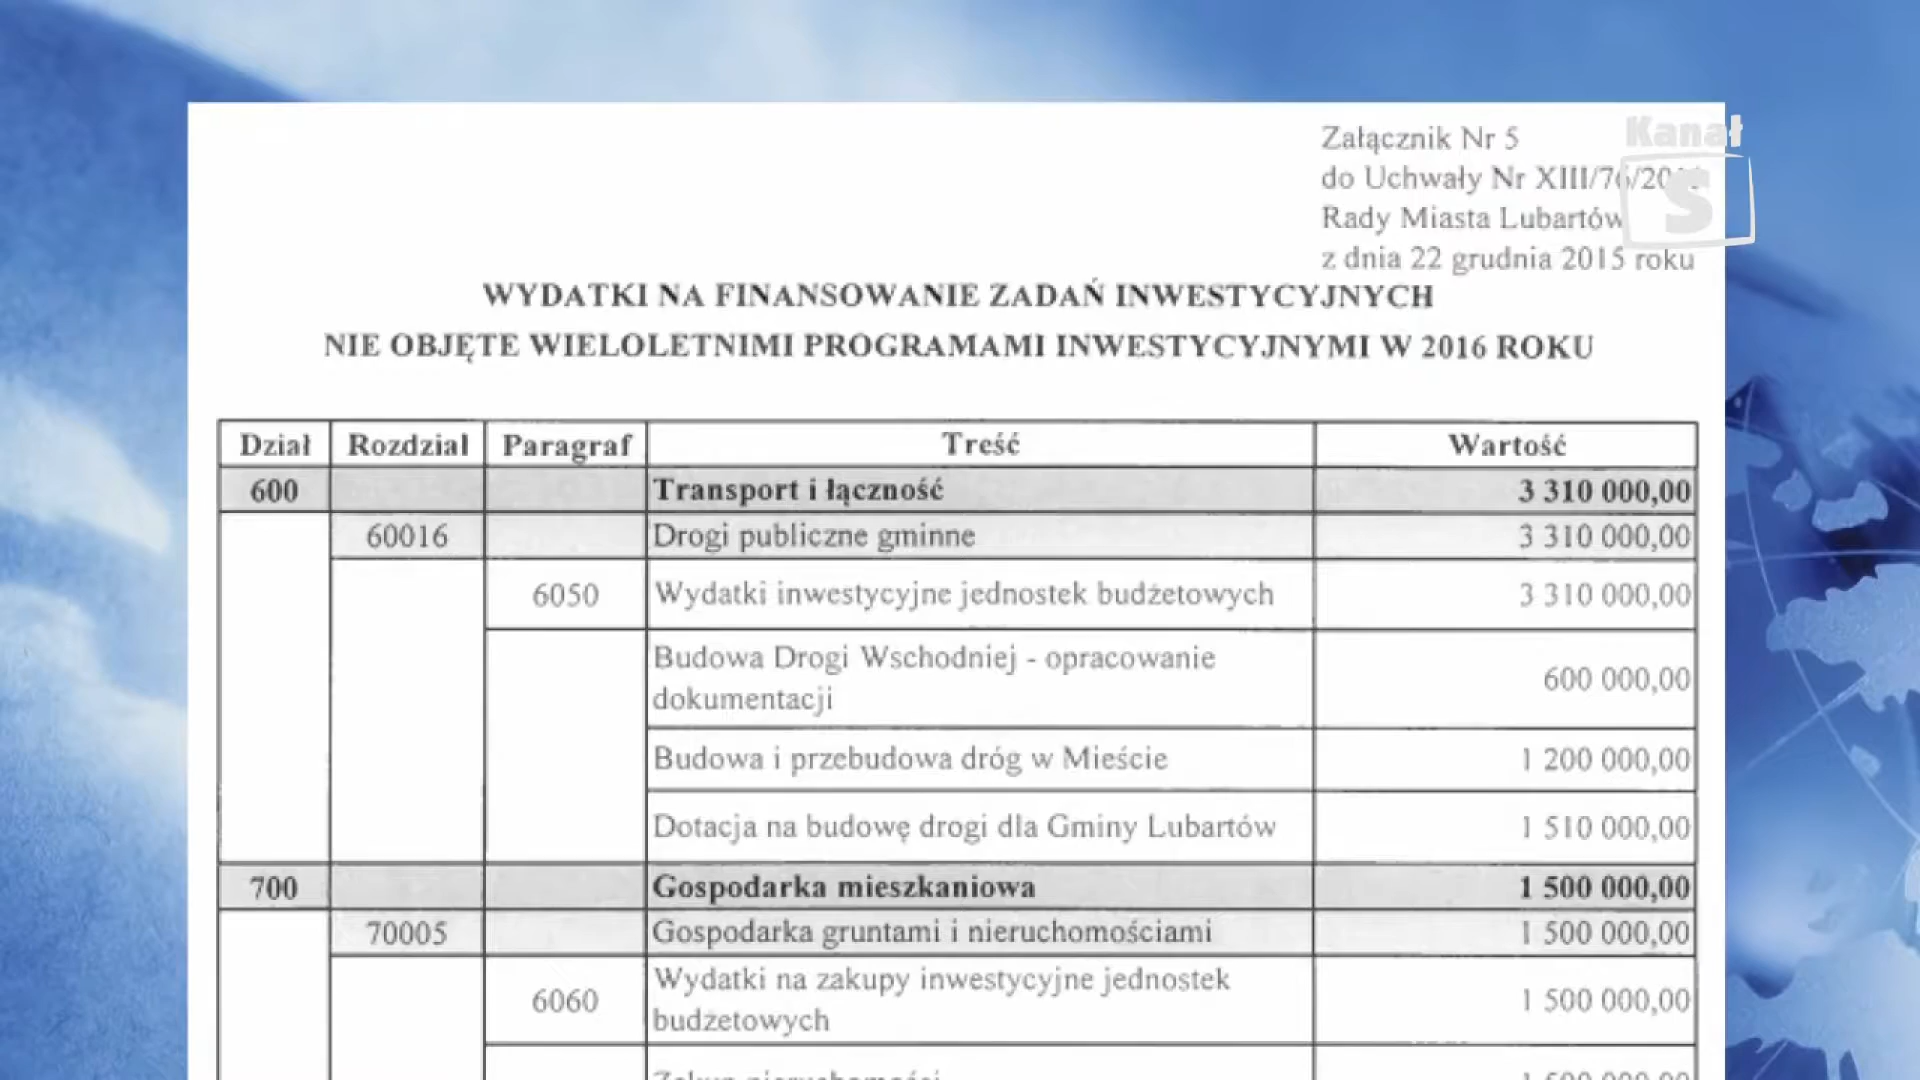 Kanał
S
Załącznik Nr 5
do Uchwały Nr XIII/76/20
Rady Miasta Lubartów
z dnia 22 grudnia 2015 roku
WYDATKI NA FINANSOWANIE ZADAŃ INWESTYCYJNYCH
NIE OBJĘTE WIELOLETNIMI PROGRAMAMI INWESTYCYJNYMI W 2016 ROKU
Dział Rozdział Paragraf Treść Wartość
600 Transport i łączność 3 310 000,00
60016 Drogi publiczne gminne 3 310 000,00
6050 Wydatki inwestycyjne jednostek budżetowych 3 310 000,00
Budowa Drogi Wschodniej - opracowanie
dokumentacji 600 000,00
Budowa i przebudowa dróg w Mieście 1 200 000,00
Dotacja na budowę drogi dla Gminy Lubartów 1 510 000,00
700 Gospodarka mieszkaniowa 1 500 000,00
70005 Gospodarka gruntami i nieruchomościami 1 500 000,00
Wydatki na zakupy inwestycyjne jednostek
6060 budżetowych 1 500 000,00